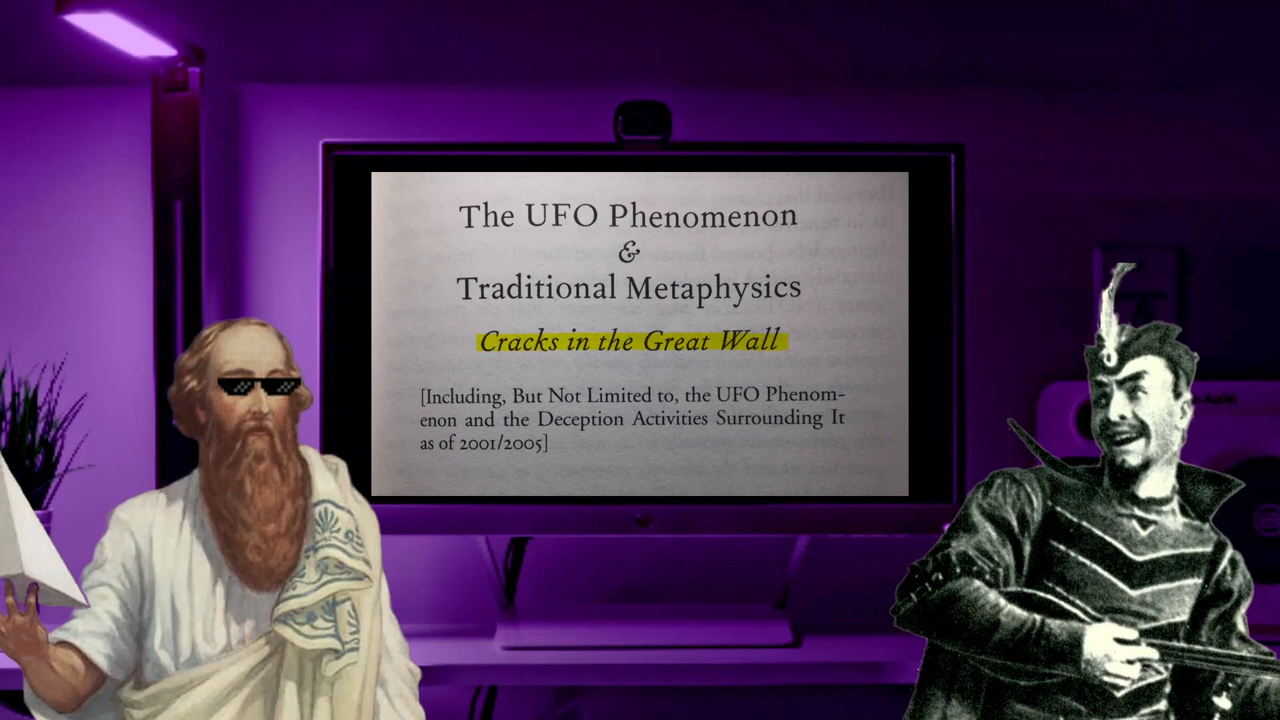 The UFO Phenomenon
&
Traditional Metaphysics
Cracks in the Great Wall
[Including, But Not Limited to, the UFO Phenom-
enon and the Deception Activities Surrounding It
as of 2001/2005]